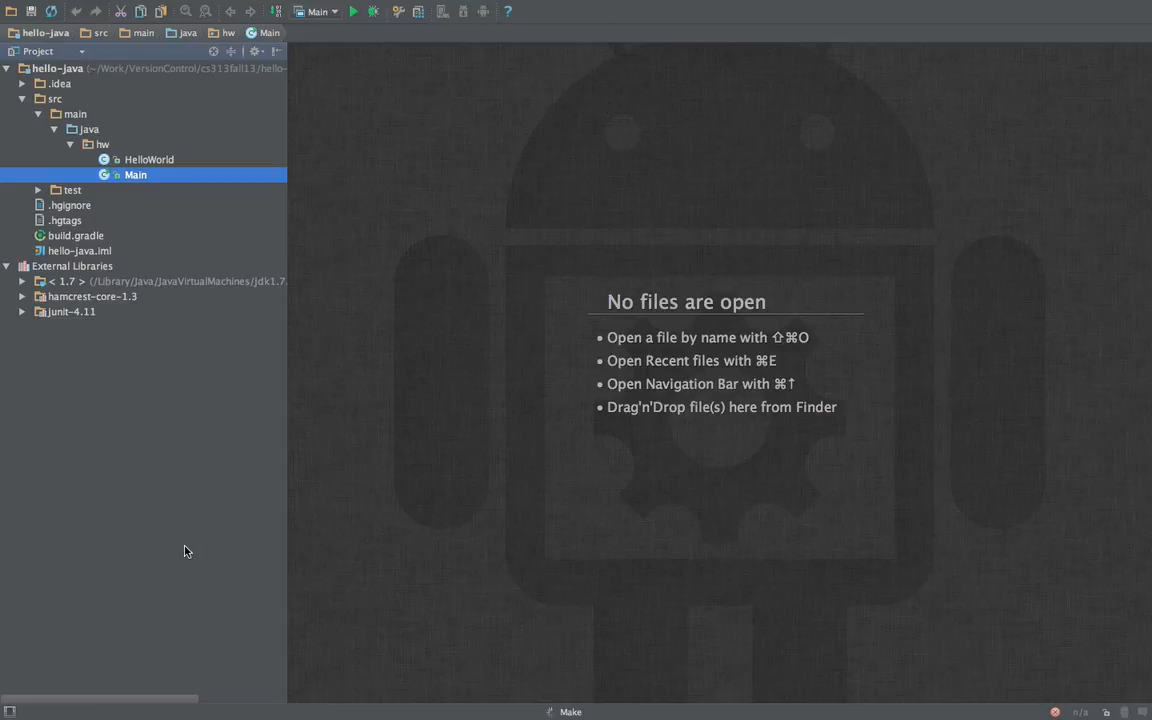 Main
hello-java src main java hw Main
Project
hello-java (~/Work/VersionControl/cs313fall13/hello-
.idea
src
main
java
hw
HelloWorld
Main
test
.hgignore
.hgtags
build.gradle
hello-java.iml
External Libraries
< 1.7 > (/Library/Java/JavaVirtualMachines/jdk1.7.
hamcrest-core-1.3
junit-4.11
No files are open
• Open a file by name with ⇧⌘O
• Open Recent files with ⌘E
• Open Navigation Bar with ⌘↑
• Drag'n'Drop file(s) here from Finder
Make
n/a